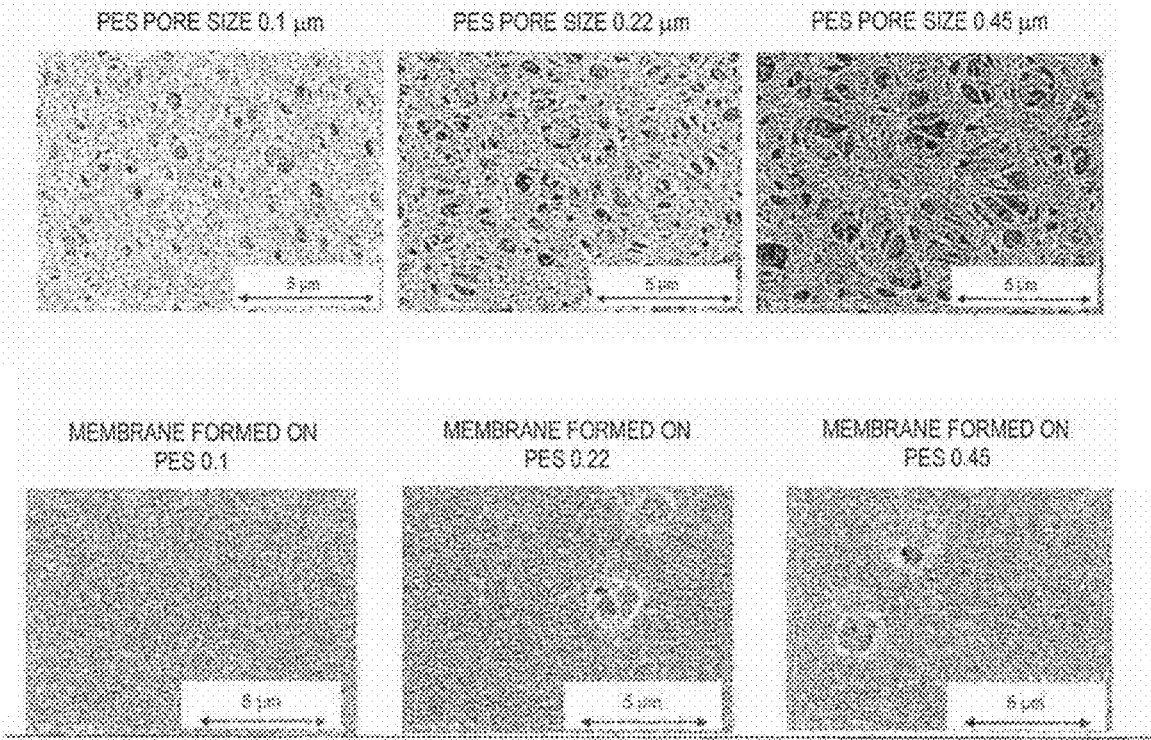 PES PORE SIZE 0.1 µm
PES PORE SIZE 0.22 µm
PES PORE SIZE 0.45 µm
5 µm
5 µm
5 µm
MEMBRANE FORMED ON
PES 0.1
MEMBRANE FORMED ON
PES 0.22
MEMBRANE FORMED ON
PES 0.45
5 µm
5 µm
5 µm